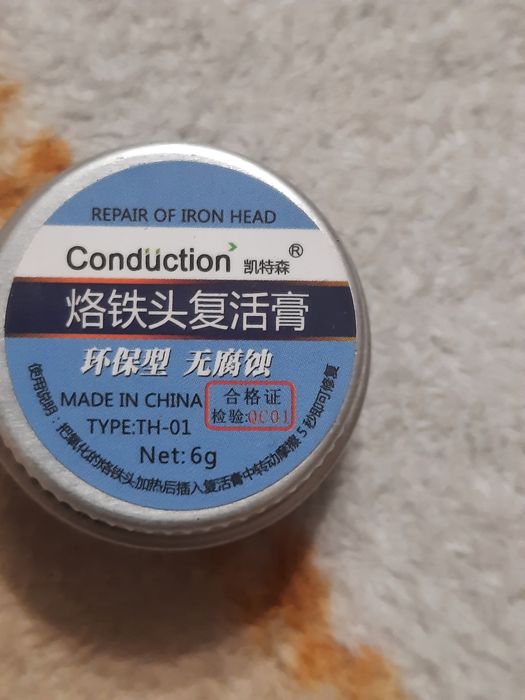 REPAIR OF IRON HEAD
Condüction 凯特森®
烙铁头复活膏
环保型 无腐蚀
MADE IN CHINA
TYPE:TH-01
Net:6g
合格证
检验:QC01
使用说明：把氧化的烙铁头加热后插入复活膏中转动摩擦5秒即可修复